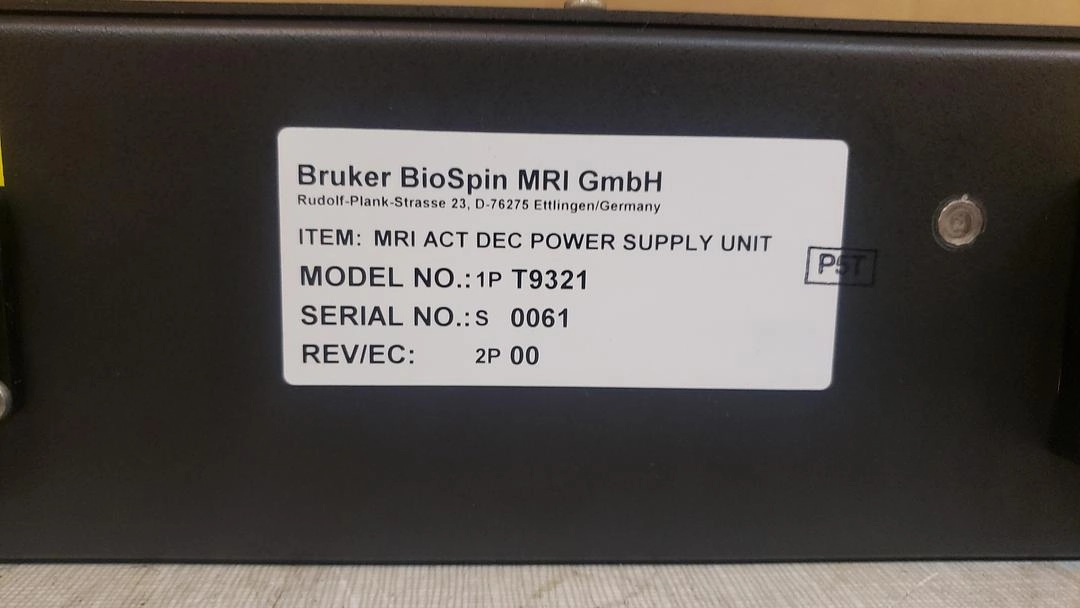 Bruker BioSpin MRI GmbH
Rudolf-Plank-Strasse 23, D-76275 Ettlingen/Germany
ITEM: MRI ACT DEC POWER SUPPLY UNIT
P5T
MODEL NO.: 1P T9321
SERIAL NO.: S 0061
REV/EC: 2P 00